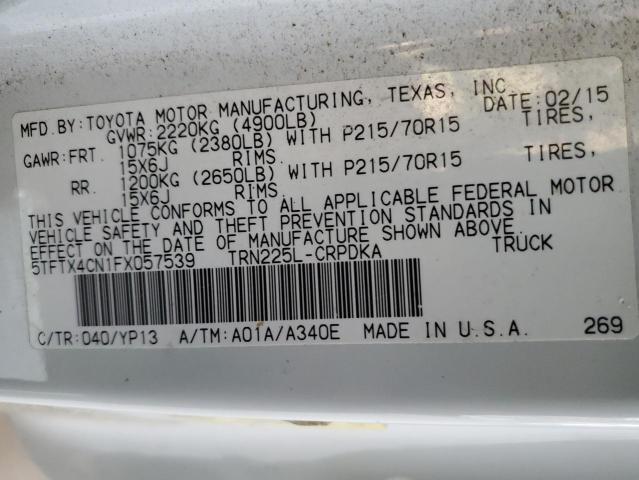 MFD.BY:TOYOTA MOTOR MANUFACTURING, TEXAS, INC DATE:02/15
GVWR:2220KG (4900LB)
GAWR:FRT. 1075KG (2380LB) WITH P215/70R15 TIRES,
15X6J RIMS.
RR. 1200KG (2650LB) WITH P215/70R15 TIRES,
15X6J RIMS.
THIS VEHICLE CONFORMS TO ALL APPLICABLE FEDERAL MOTOR
VEHICLE SAFETY AND THEFT PREVENTION STANDARDS IN
EFFECT ON THE DATE OF MANUFACTURE SHOWN ABOVE.
5TFTX4CN1FX057539 TRN225L-CRPDKA TRUCK
C/TR:040/YP13 A/TM:A01A/A340E MADE IN U.S.A. 269